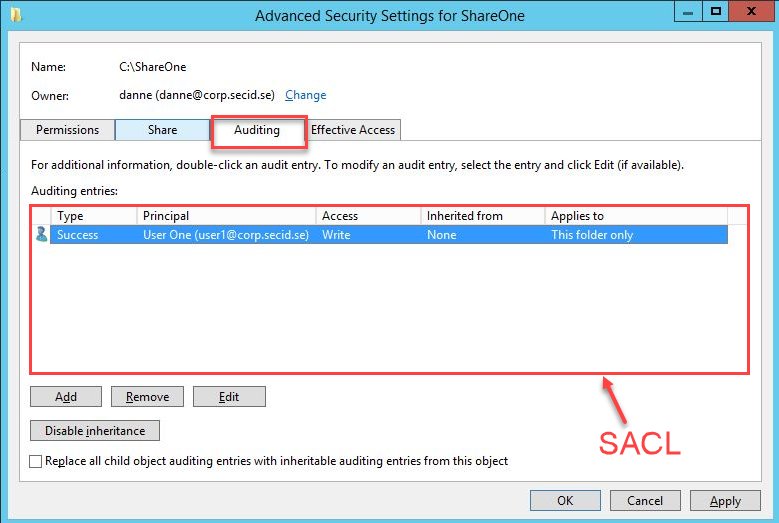 Advanced Security Settings for ShareOne
Name: C:\ShareOne
Owner: danne (danne@corp.secid.se) Change
Permissions Share Auditing Effective Access
For additional information, double-click an audit entry. To modify an audit entry, select the entry and click Edit (if available).
Auditing entries:
Type Principal Access Inherited from Applies to
Success User One (user1@corp.secid.se) Write None This folder only
Add Remove Edit
SACL
Disable inheritance
Replace all child object auditing entries with inheritable auditing entries from this object
OK Cancel Apply